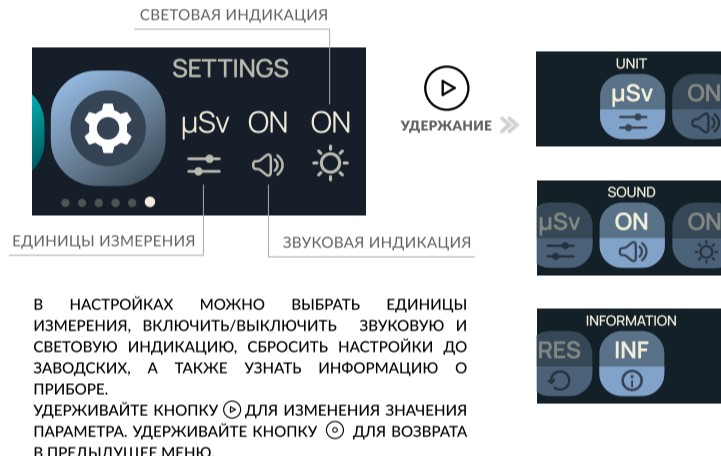 СВЕТОВАЯ ИНДИКАЦИЯ
SETTINGS
µSv ON ON
ЕДИНИЦЫ ИЗМЕРЕНИЯ
ЗВУКОВАЯ ИНДИКАЦИЯ
УДЕРЖАНИЕ
UNIT
µSv ON
SOUND
µSv ON ON
INFORMATION
RES INF
В НАСТРОЙКАХ МОЖНО ВЫБРАТЬ ЕДИНИЦЫ
ИЗМЕРЕНИЯ, ВКЛЮЧИТЬ/ВЫКЛЮЧИТЬ ЗВУКОВУЮ И
СВЕТОВУЮ ИНДИКАЦИЮ, СБРОСИТЬ НАСТРОЙКИ ДО
ЗАВОДСКИХ, А ТАКЖЕ УЗНАТЬ ИНФОРМАЦИЮ О
ПРИБОРЕ.
УДЕРЖИВАЙТЕ КНОПКУ ДЛЯ ИЗМЕНЕНИЯ ЗНАЧЕНИЯ
ПАРАМЕТРА. УДЕРЖИВАЙТЕ КНОПКУ ДЛЯ ВОЗВРАТА
В ПРЕДЫДУЩЕЕ МЕНЮ.